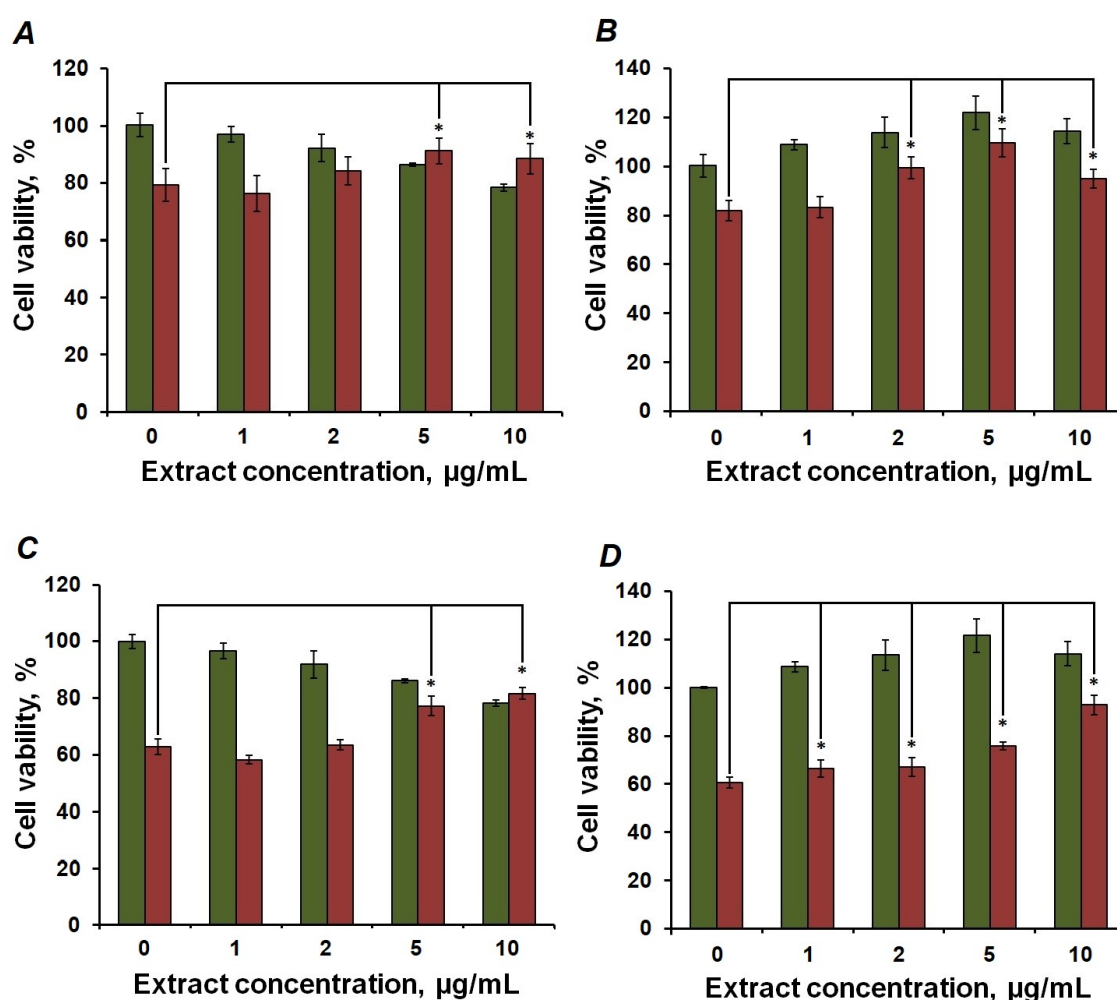 A
120
100
80
60
40
20
0
Cell vability, %
* *
0 1 2 5 10
Extract concentration, µg/mL
B
140
120
100
80
60
40
20
0
Cell vability, %
* * *
0 1 2 5 10
Extract concentration, µg/mL
C
120
100
80
60
40
20
0
Cell vability, %
* *
0 1 2 5 10
Extract concentration, µg/mL
D
140
120
100
80
60
40
20
0
Cell vability, %
* * * *
0 1 2 5 10
Extract concentration, µg/mL